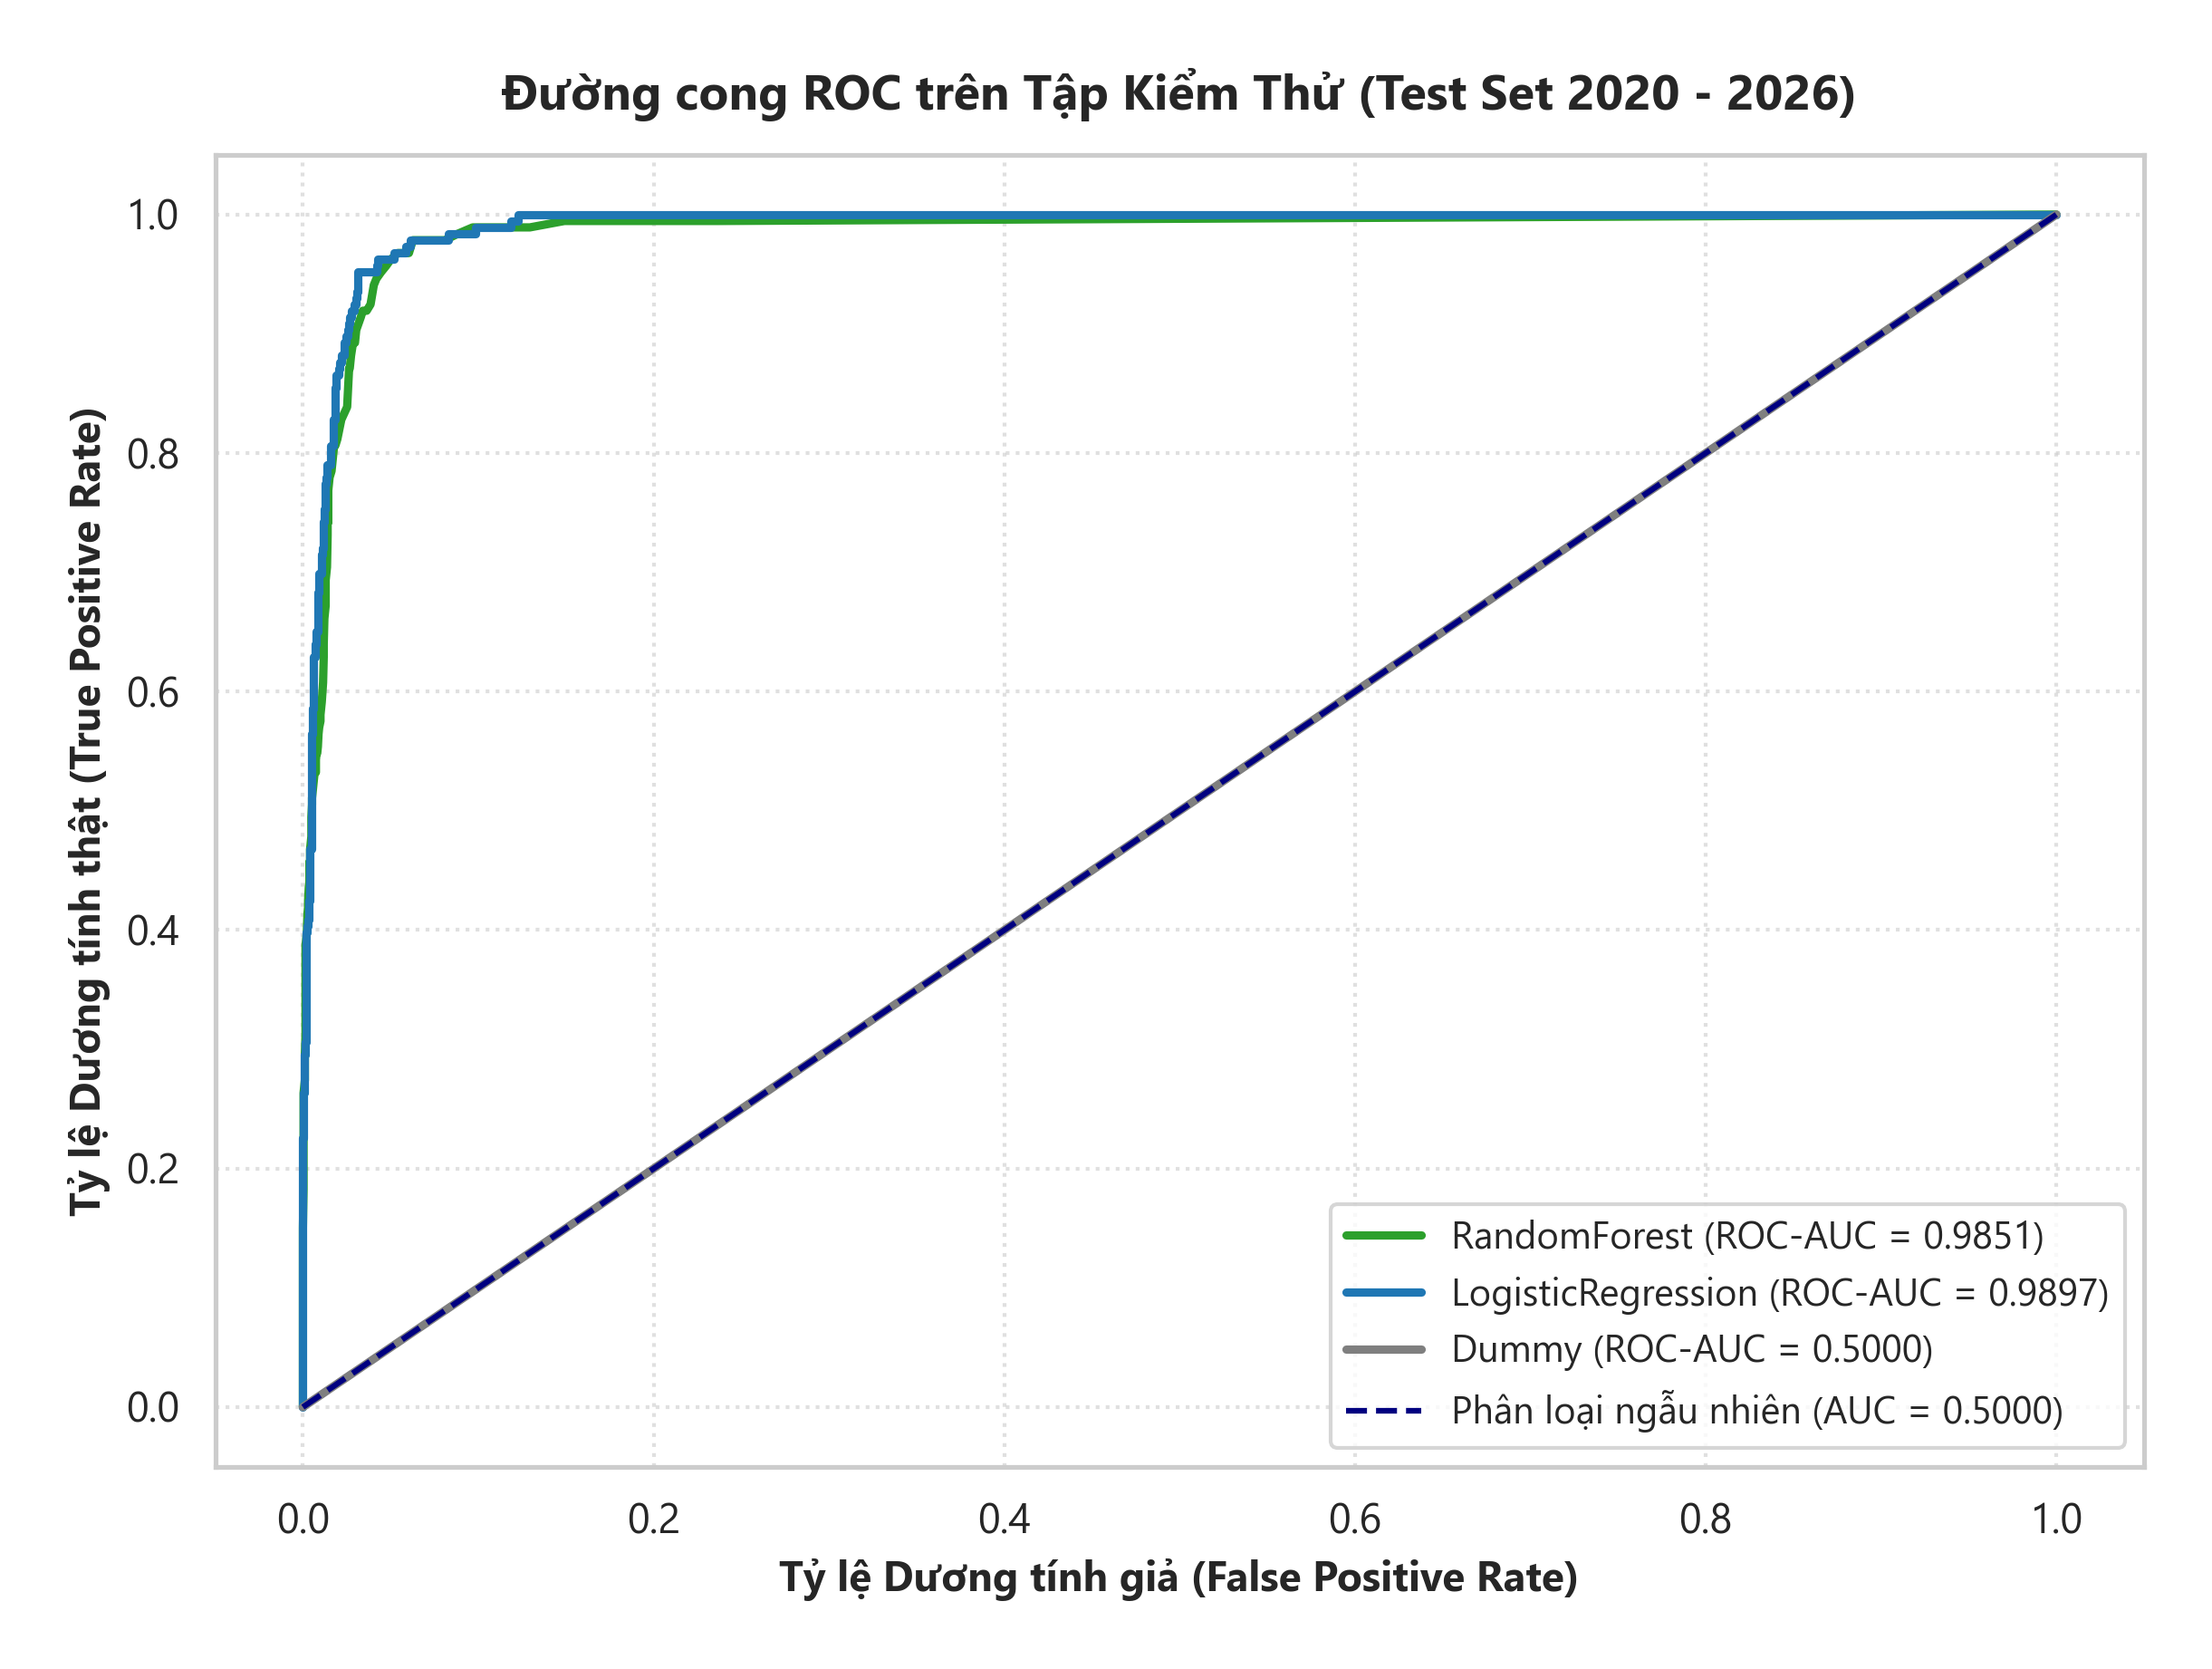 Đường cong ROC trên Tập Kiểm Thử (Test Set 2020 - 2026)
Tỷ lệ Dương tính thật (True Positive Rate)
1.0
0.8
0.6
0.4
0.2
0.0
RandomForest (ROC-AUC = 0.9851)
LogisticRegression (ROC-AUC = 0.9897)
Dummy (ROC-AUC = 0.5000)
Phân loại ngẫu nhiên (AUC = 0.5000)
0.0 0.2 0.4 0.6 0.8 1.0
Tỷ lệ Dương tính giả (False Positive Rate)